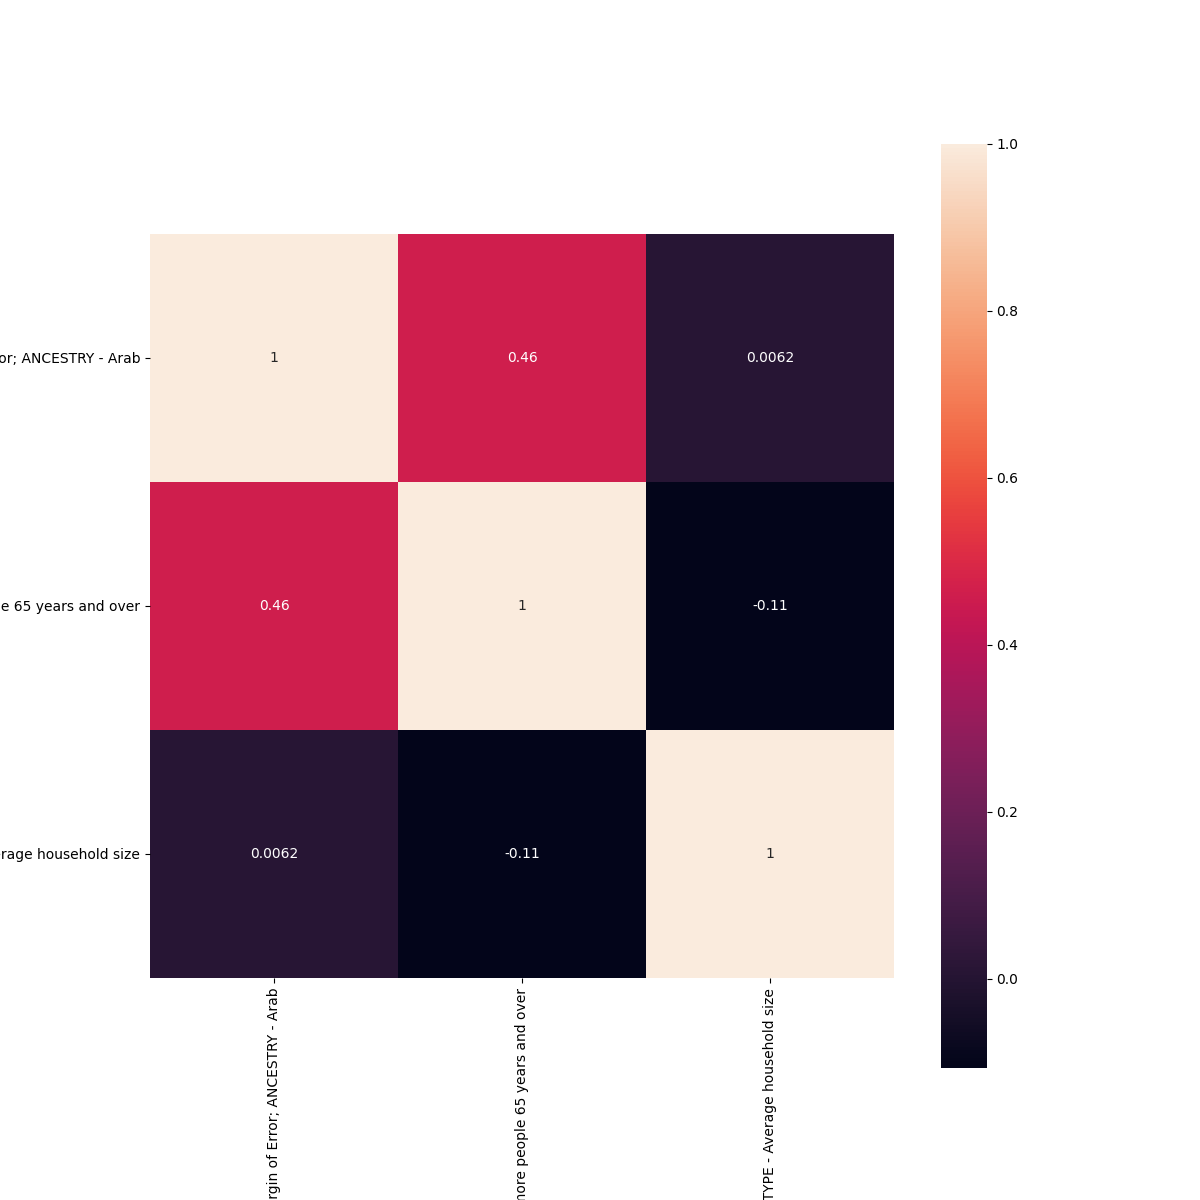 1.0
0.8
or; ANCESTRY - Arab
1
0.46
0.0062
0.6
e 65 years and over
0.46
1
-0.11
0.4
0.2
rage household size
0.0062
-0.11
1
0.0
rgin of Error; ANCESTRY - Arab
more people 65 years and over
TYPE - Average household size